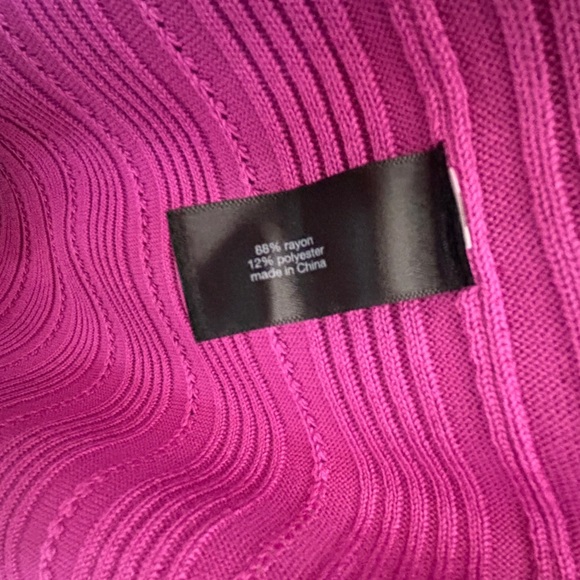 88% rayon
12% polyester
made in China